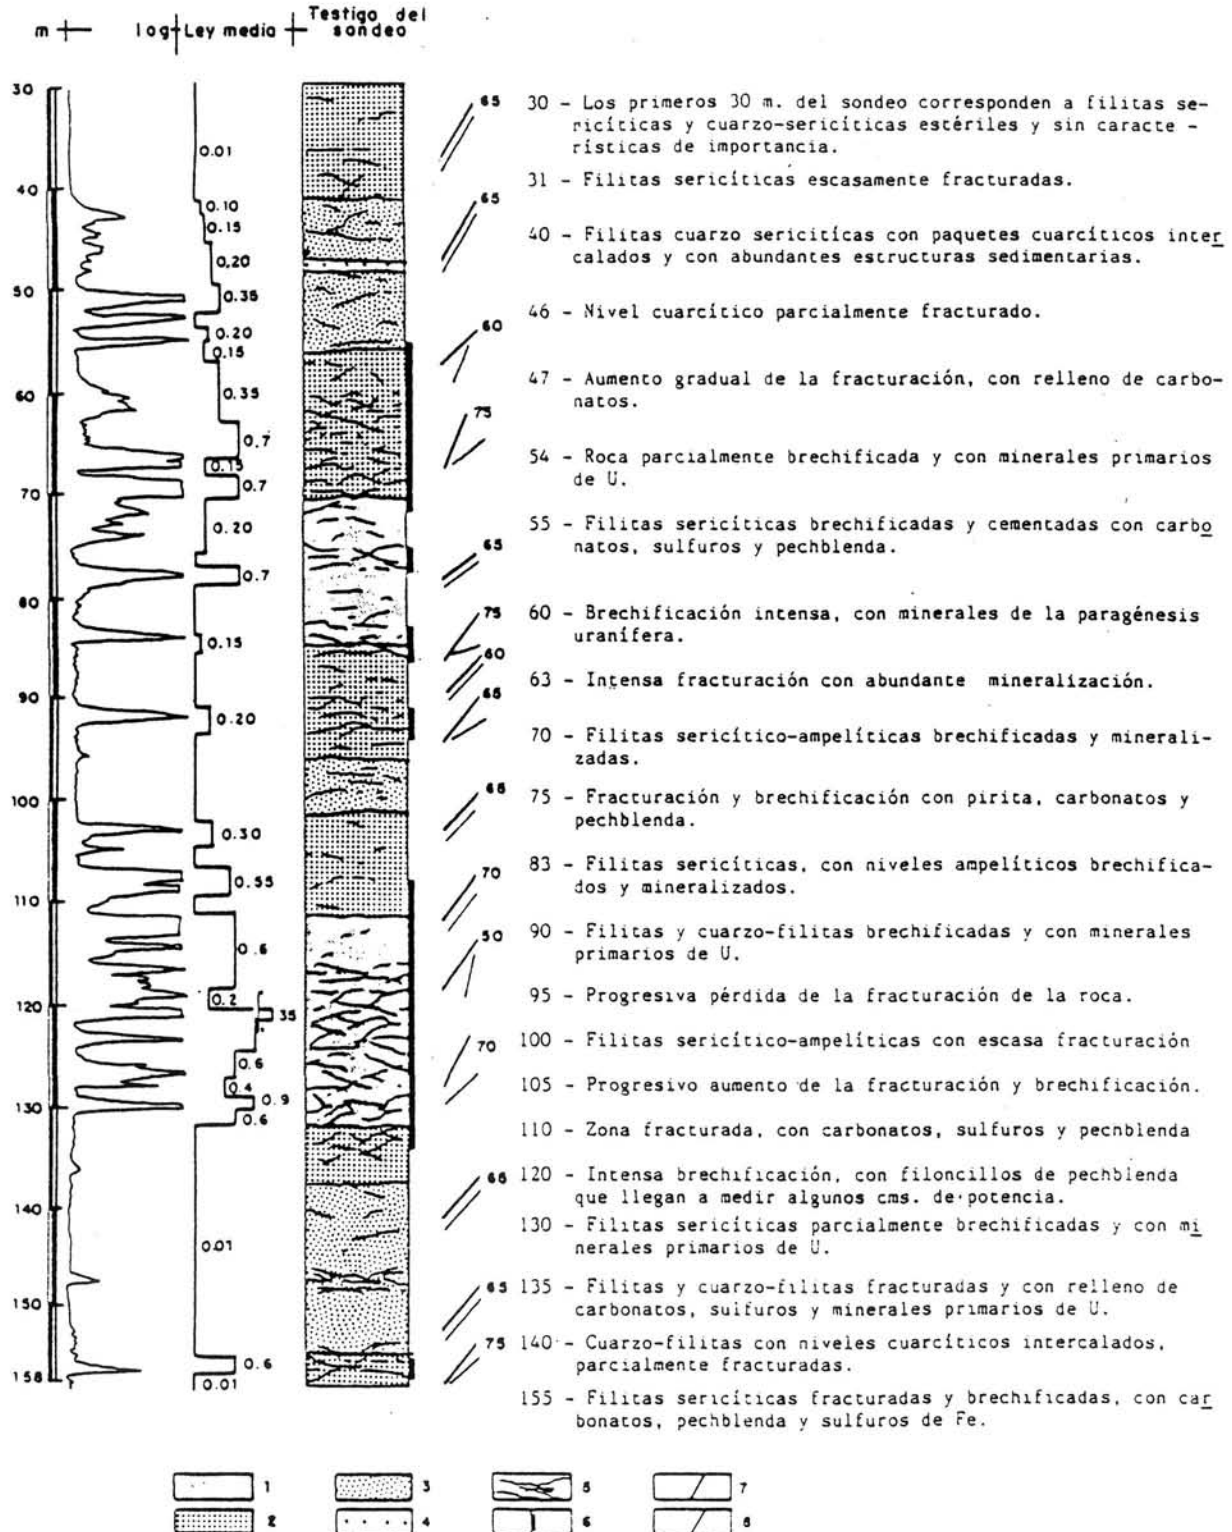 m
log
Ley media
Testigo del
sondeo
30
40
50
60
70
80
90
100
110
120
130
140
150
158
0.01
0.10
0.15
0.20
0.35
0.20
0.15
0.35
0.7
0.15
0.7
0.20
0.7
0.15
0.20
0.30
0.55
0.6
0.2
35
0.6
0.4
0.9
0.6
0.01
0.6
0.01
65
65
60
75
65
75
60
65
66
70
50
70
66
65
75
30 - Los primeros 30 m. del sondeo corresponden a filitas se-
ricíticas y cuarzo-sericíticas estériles y sin caracte -
rísticas de importancia.
31 - Filitas sericíticas escasamente fracturadas.
40 - Filitas cuarzo sericitícas con paquetes cuarcíticos inter
calados y con abundantes estructuras sedimentarias.
46 - Nivel cuarcítico parcialmente fracturado.
47 - Aumento gradual de la fracturación, con relleno de carbo-
natos.
54 - Roca parcialmente brechificada y con minerales primarios
de U.
55 - Filitas sericíticas brechificadas y cementadas con carbo
natos, sulfuros y pechblenda.
60 - Brechificación intensa, con minerales de la paragénesis
uranífera.
63 - Intensa fracturación con abundante mineralización.
70 - Filitas sericítico-ampelíticas brechificadas y minerali-
zadas.
75 - Fracturación y brechificación con pirita, carbonatos y
pechblenda.
83 - Filitas sericíticas, con niveles ampelíticos brechifica-
dos y mineralizados.
90 - Filitas y cuarzo-filitas brechificadas y con minerales
primarios de U.
95 - Progresiva pérdida de la fracturación de la roca.
100 - Filitas sericítico-ampelíticas con escasa fracturación
105 - Progresivo aumento de la fracturación y brechificación.
110 - Zona fracturada, con carbonatos, sulfuros y pechblenda
120 - Intensa brechificación, con filoncillos de pechblenda
que llegan a medir algunos cms. de potencia.
130 - Filitas sericíticas parcialmente brechificadas y con mi
nerales primarios de U.
135 - Filitas y cuarzo-filitas fracturadas y con relleno de
carbonatos, sulfuros y minerales primarios de U.
140 - Cuarzo-filitas con niveles cuarcíticos intercalados,
parcialmente fracturadas.
155 - Filitas sericíticas fracturadas y brechificadas, con car
bonatos, pechblenda y sulfuros de Fe.
1
3
5
7
2
4
6
8